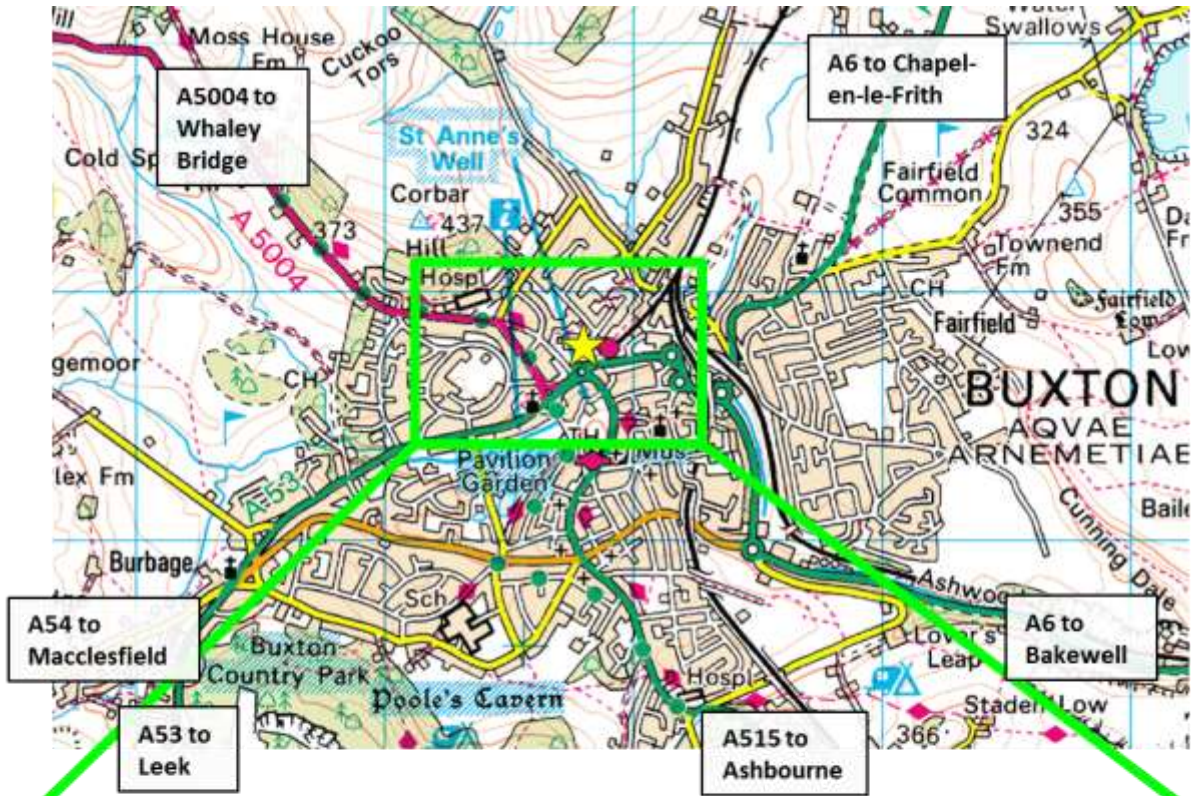 Moss House
Fm
Cuckoo
Tors
Water
Swallows
A6 to Chapel-
en-le-Frith
A5004 to
Whaley
Bridge
St Anne's
Well
324
Cold Sp
Corbar
437
Hill
Fairfield
Common
355
Townend
Fm
373
A 5004
Hospl
CH
Fairfield
Fairfield
Low
gemoor
CH
BUXTON
AQVAE
ARNEMETIAE
TH
Mus
Pavilion
Garden
lex Fm
A 53
Cunning Dale
Burbage
Sch
Lover's
Leap
A54 to
Macclesfield
A6 to
Bakewell
Buxton
Country Park
Poole's Cavern
Hospl
Staden Low
366
A53 to
Leek
A515 to
Ashbourne